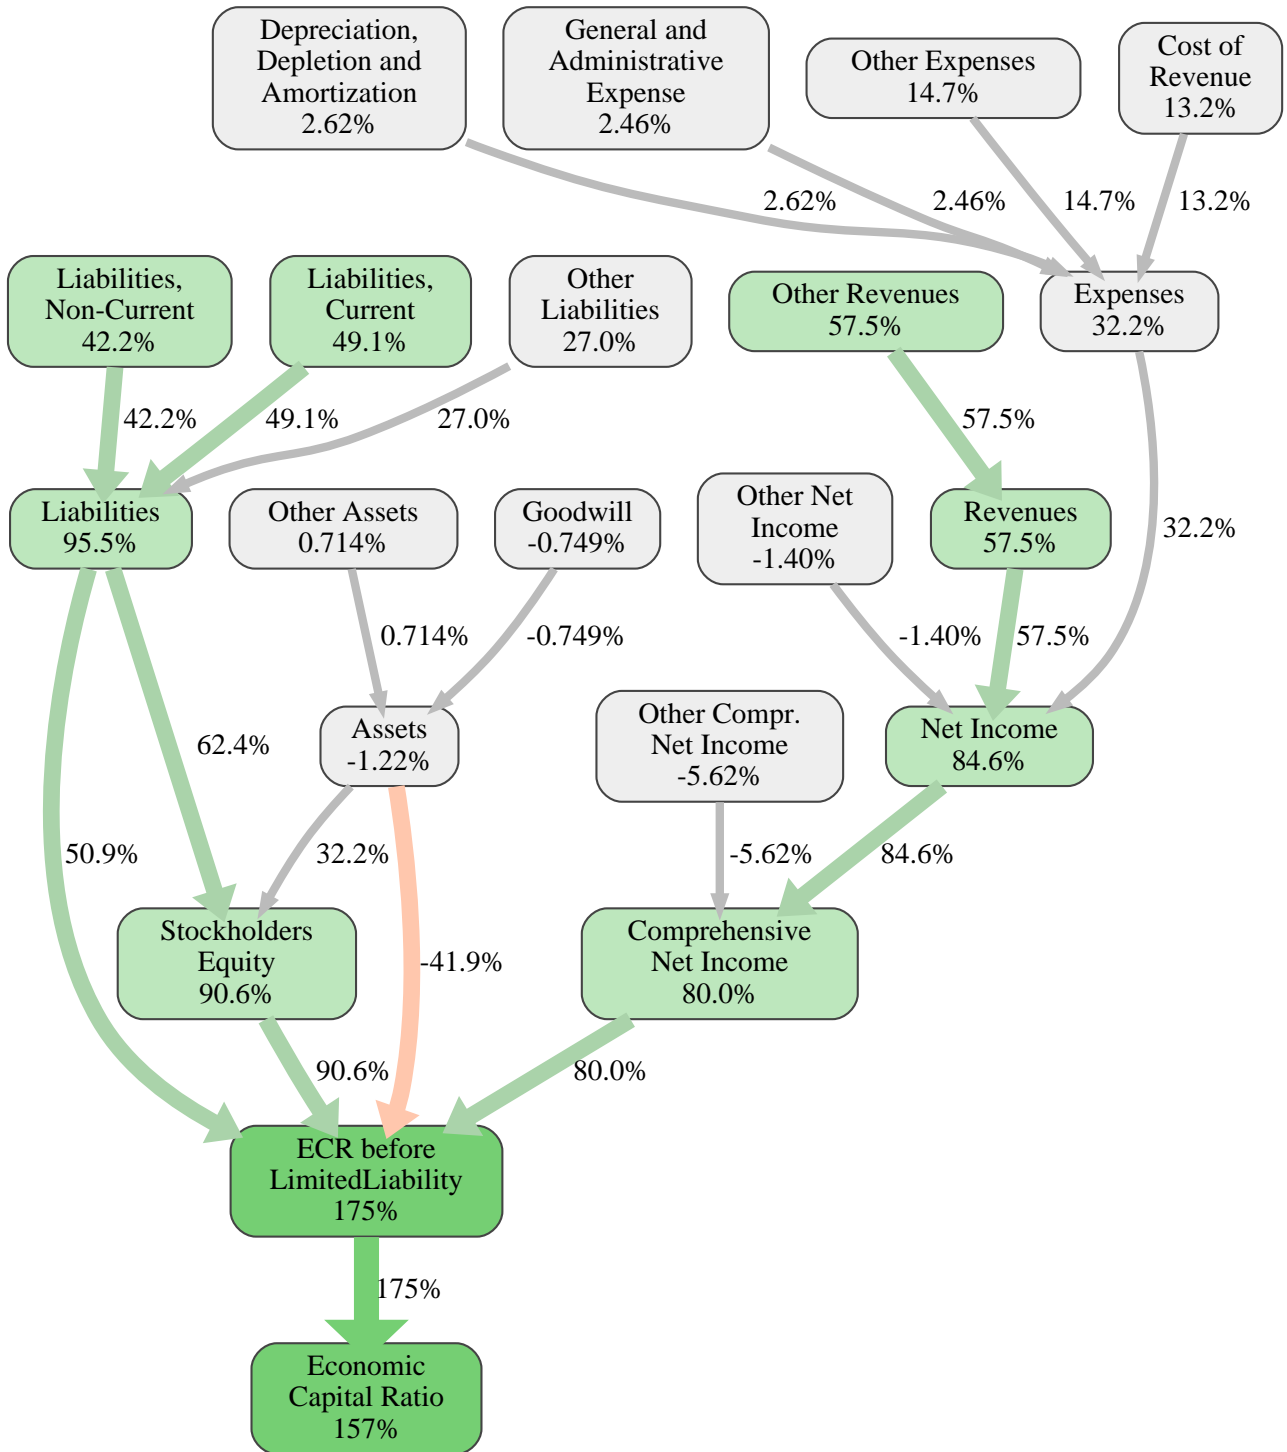 Depreciation,
Depletion and
Amortization
2.62%
General and
Administrative
Expense
2.46%
Other Expenses
14.7%
Cost of
Revenue
13.2%
2.62%
2.46%
14.7%
13.2%
Liabilities,
Non-Current
42.2%
Liabilities,
Current
49.1%
Other
Liabilities
27.0%
Other Revenues
57.5%
Expenses
32.2%
42.2%
49.1%
27.0%
57.5%
32.2%
Liabilities
95.5%
Other Assets
0.714%
Goodwill
-0.749%
Other Net
Income
-1.40%
Revenues
57.5%
0.714%
-0.749%
-1.40%
57.5%
62.4%
Assets
-1.22%
Other Compr.
Net Income
-5.62%
Net Income
84.6%
50.9%
32.2%
-41.9%
-5.62%
84.6%
Stockholders
Equity
90.6%
Comprehensive
Net Income
80.0%
90.6%
80.0%
ECR before
LimitedLiability
175%
175%
Economic
Capital Ratio
157%